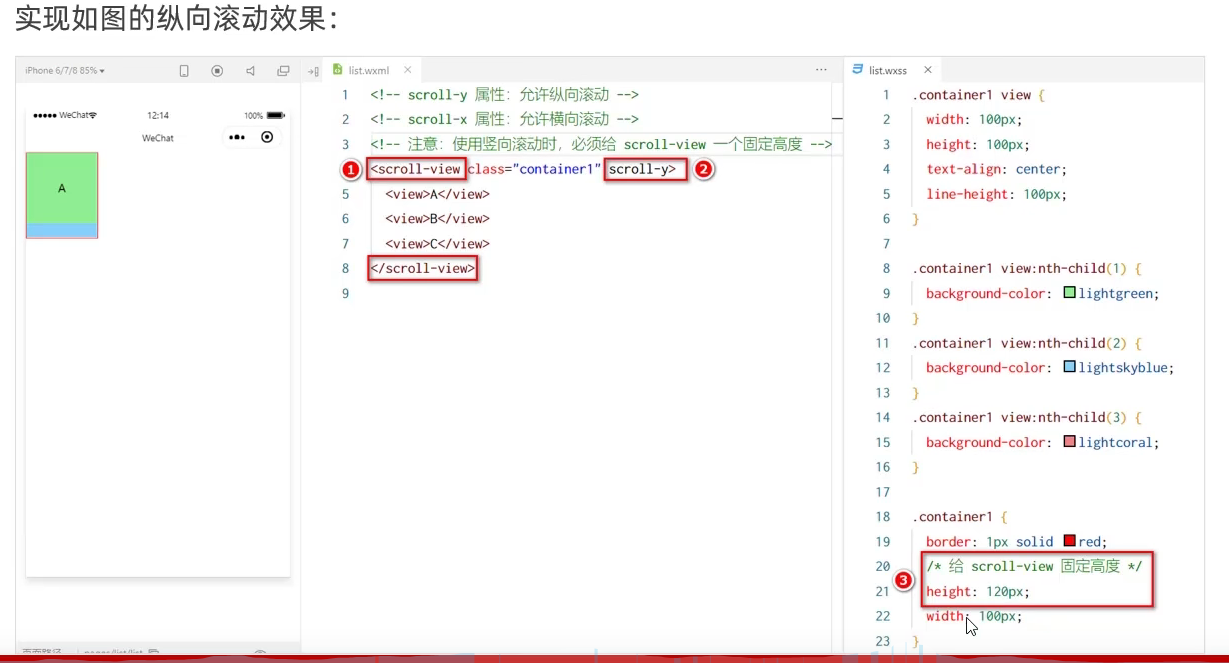 实现如图的纵向滚动效果：
iPhone 6/7/8 85%
WeChat 12:14 100%
WeChat
A
list.wxml
1 <!-- scroll-y 属性：允许纵向滚动 -->
2 <!-- scroll-x 属性：允许横向滚动 -->
3 <!-- 注意：使用竖向滚动时，必须给 scroll-view 一个固定高度 -->
1 4 <scroll-view class="container1" scroll-y> 2
5 <view>A</view>
6 <view>B</view>
7 <view>C</view>
8 </scroll-view>
9
list.wxss
1 .container1 view {
2 width: 100px;
3 height: 100px;
4 text-align: center;
5 line-height: 100px;
6 }
7
8 .container1 view:nth-child(1) {
9 background-color: lightgreen;
10 }
11 .container1 view:nth-child(2) {
12 background-color: lightskyblue;
13 }
14 .container1 view:nth-child(3) {
15 background-color: lightcoral;
16 }
17
18 .container1 {
19 border: 1px solid red;
20 /* 给 scroll-view 固定高度 */
3 21 height: 120px;
22 width: 100px;
23 }